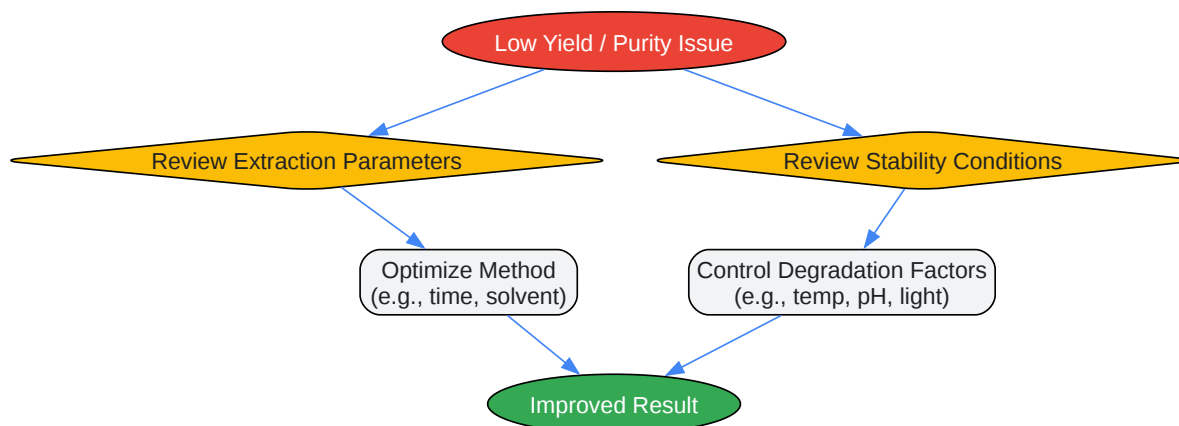 Low Yield / Purity Issue
Review Extraction Parameters
Review Stability Conditions
Optimize Method
(e.g., time, solvent)
Control Degradation Factors
(e.g., temp, pH, light)
Improved Result